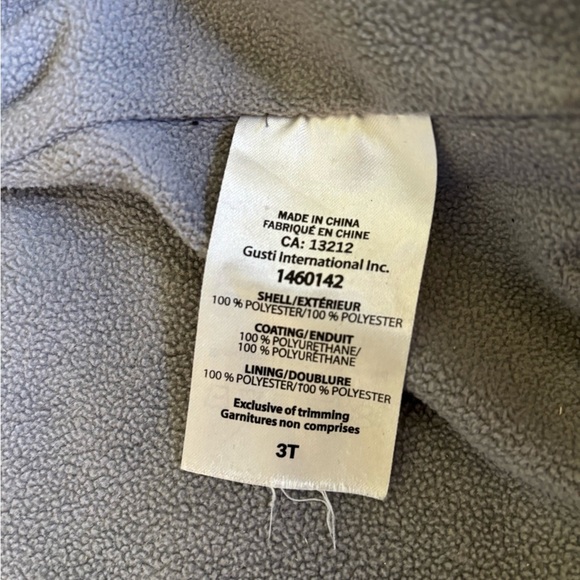 MADE IN CHINA
FABRIQUÉ EN CHINE
CA: 13212
Gusti International Inc.
1460142
SHELL/EXTÉRIEUR
100 % POLYESTER/100 % POLYESTER
COATING/ENDUIT
100 % POLYURETHANE/
100 % POLYURÉTHANE
LINING/DOUBLURE
100 % POLYESTER/100 % POLYESTER
Exclusive of trimming
Garnitures non comprises
3T